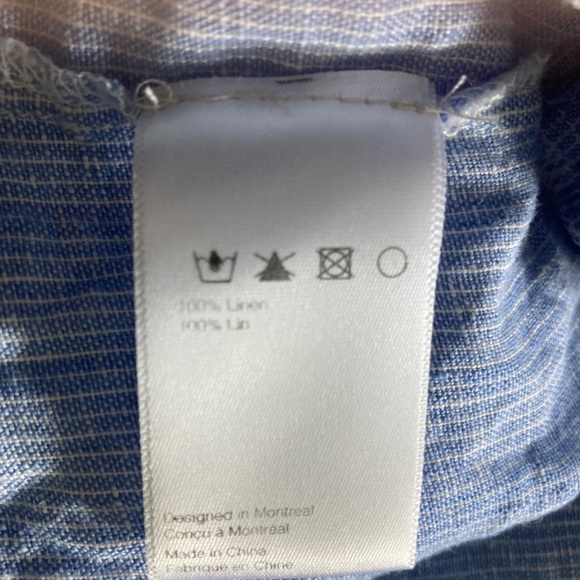 100% Linen
100% Lin
Designed in Montreal
Conçu à Montréal
Made in China
Fabriqué en Chine